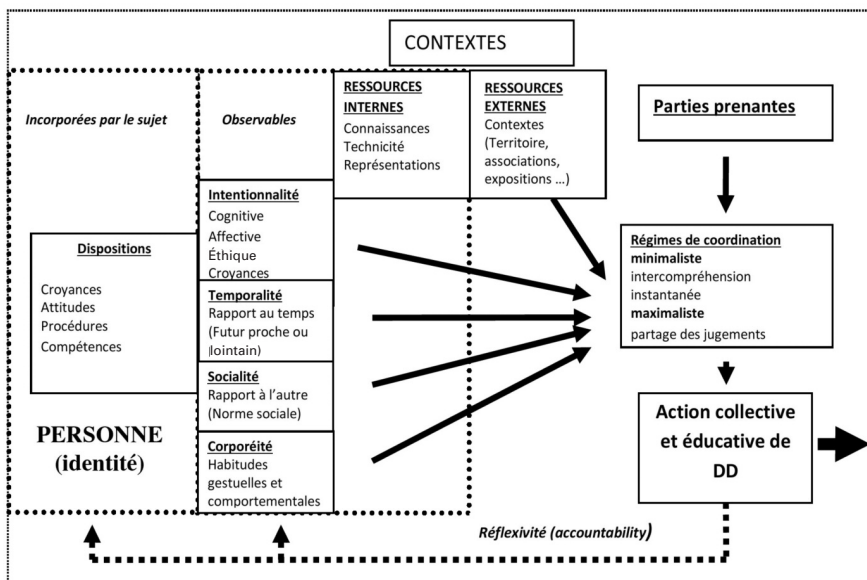 CONTEXTES
Incorporées par le sujet
Observables
RESSOURCES
INTERNES
Connaissances
Technicité
Représentations
RESSOURCES
EXTERNES
Contextes
(Territoire,
associations,
expositions ...)
Parties prenantes
Dispositions
Croyances
Attitudes
Procédures
Compétences
PERSONNE
(identité)
Intentionnalité
Cognitive
Affective
Éthique
Croyances
Temporalité
Rapport au temps
(Futur proche ou
lointain)
Socialité
Rapport à l'autre
(Norme sociale)
Corporéité
Habitudes
gestuelles et
comportementales
Régimes de coordination
minimaliste
intercompréhension
instantanée
maximaliste
partage des jugements
Action collective
et éducative de
DD
Réflexivité (accountability)